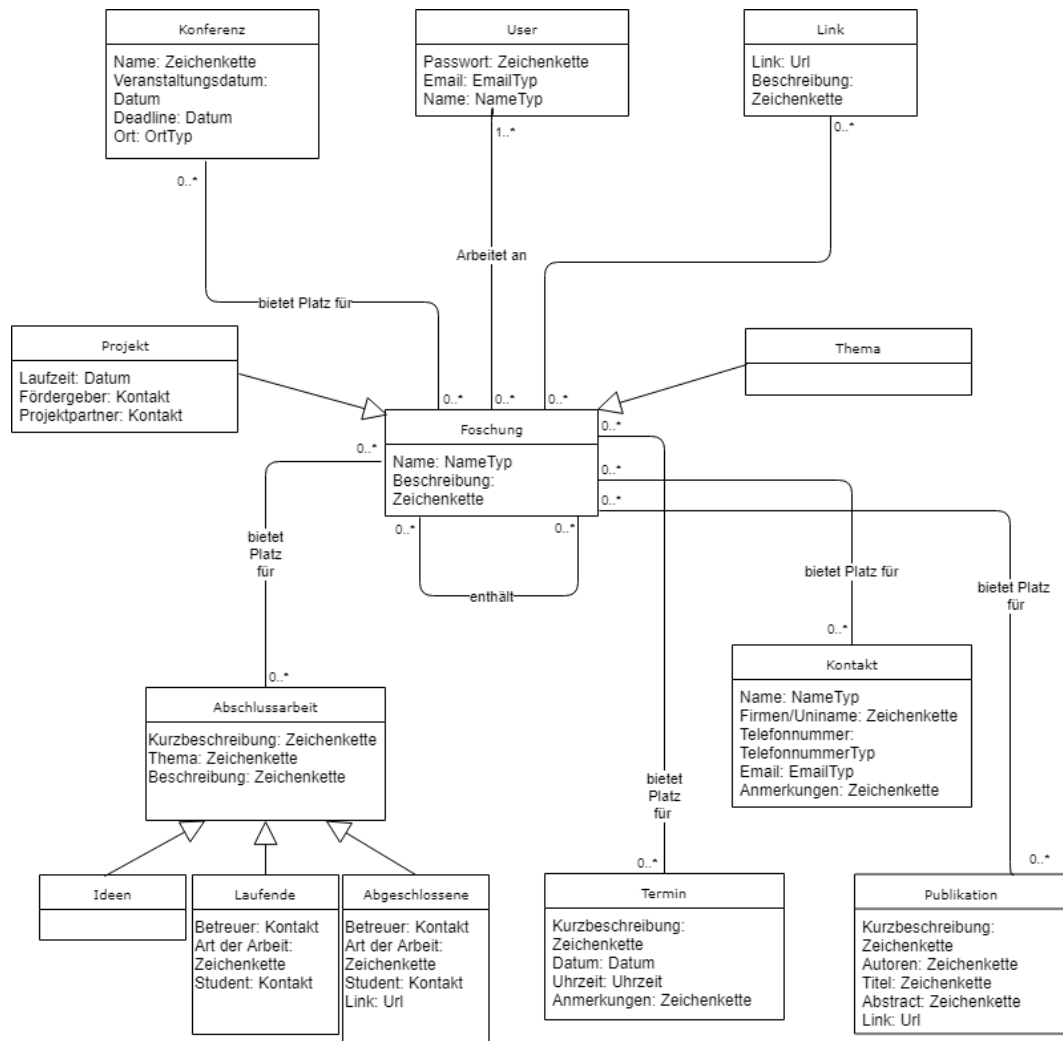 Konferenz
Name: Zeichenkette
Veranstaltungsdatum:
Datum
Deadline: Datum
Ort: OrtTyp
User
Passwort: Zeichenkette
Email: EmailTyp
Name: NameTyp
Link
Link: Url
Beschreibung:
Zeichenkette
0..*
1..*
0..*
Arbeitet an
bietet Platz für
Projekt
Laufzeit: Datum
Fördergeber: Kontakt
Projektpartner: Kontakt
Thema
0..*
0..*
0..*
Foschung
Name: NameTyp
Beschreibung:
Zeichenkette
0..*
0..*
0..*
0..*
0..*
0..*
enthält
bietet
Platz
für
bietet Platz für
bietet Platz
für
0..*
0..*
Abschlussarbeit
Kurzbeschreibung: Zeichenkette
Thema: Zeichenkette
Beschreibung: Zeichenkette
Kontakt
Name: NameTyp
Firmen/Uniname: Zeichenkette
Telefonnummer:
TelefonnummerTyp
Email: EmailTyp
Anmerkungen: Zeichenkette
bietet
Platz
für
0..*
0..*
Ideen
Laufende
Betreuer: Kontakt
Art der Arbeit:
Zeichenkette
Student: Kontakt
Abgeschlossene
Betreuer: Kontakt
Art der Arbeit:
Zeichenkette
Student: Kontakt
Link: Url
Termin
Kurzbeschreibung:
Zeichenkette
Datum: Datum
Uhrzeit: Uhrzeit
Anmerkungen: Zeichenkette
Publikation
Kurzbeschreibung:
Zeichenkette
Autoren: Zeichenkette
Titel: Zeichenkette
Abstract: Zeichenkette
Link: Url